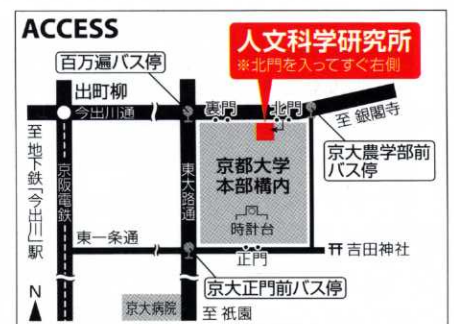 ACCESS
人文科学研究所
※北門を入ってすぐ右側
百万遍バス停
出町柳
今出川通
裏門
北門
至 銀閣寺
至 地下鉄「今出川」駅
京阪電鉄
東大路通
京都大学
本部構内
京大農学部前
バス停
時計台
東一条通
正門
吉田神社
京大正門前バス停
N
京大病院
至 祇園